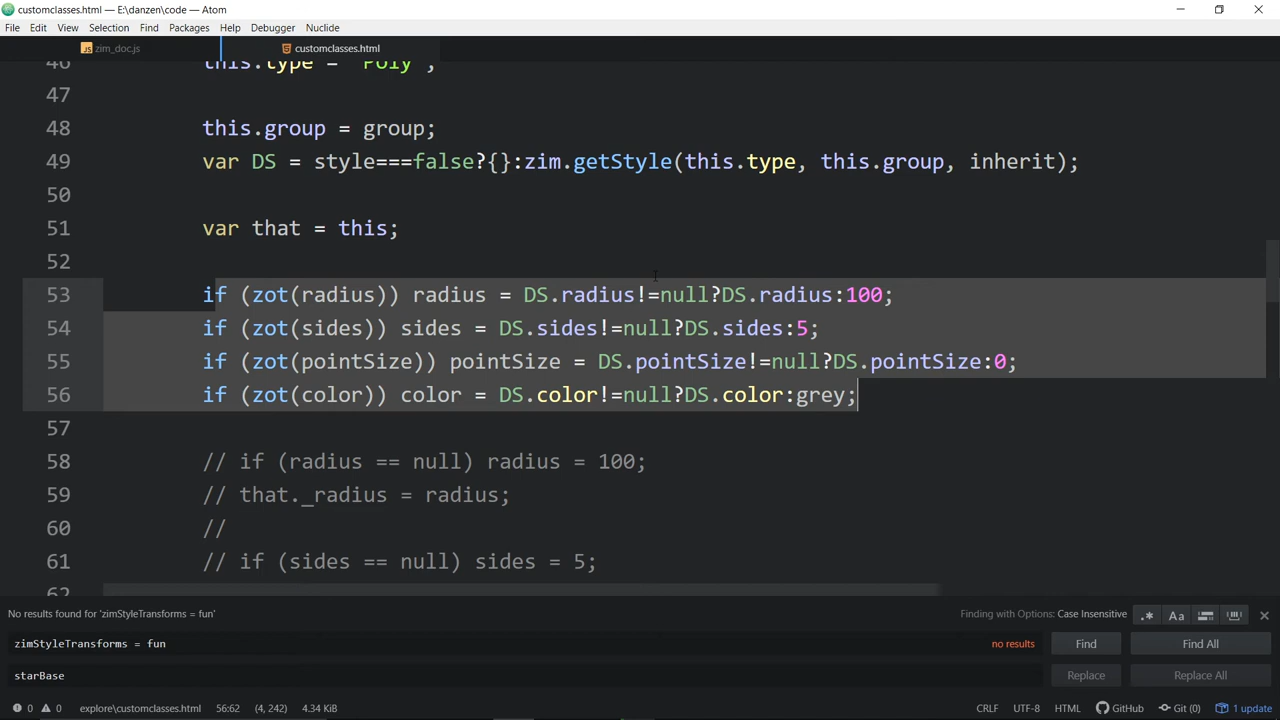 customclasses.html — E:\danzen\code — Atom
File Edit View Selection Find Packages Help Debugger Nuclide
zim_doc.js customclasses.html
46 this.type = "Poly",
47
48 this.group = group;
49 var DS = style===false?{}:zim.getStyle(this.type, this.group, inherit);
50
51 var that = this;
52
53 if (zot(radius)) radius = DS.radius!=null?DS.radius:100;
54 if (zot(sides)) sides = DS.sides!=null?DS.sides:5;
55 if (zot(pointSize)) pointSize = DS.pointSize!=null?DS.pointSize:0;
56 if (zot(color)) color = DS.color!=null?DS.color:grey;
57
58 // if (radius == null) radius = 100;
59 // that._radius = radius;
60 //
61 // if (sides == null) sides = 5;
62
No results found for 'zimStyleTransforms = fun' Finding with Options: Case Insensitive .* Aa
zimStyleTransforms = fun no results Find Find All
starBase Replace Replace All
0 0 explore\customclasses.html 56:62 (4, 242) 4.34 KiB CRLF UTF-8 HTML GitHub Git (0) 1 update